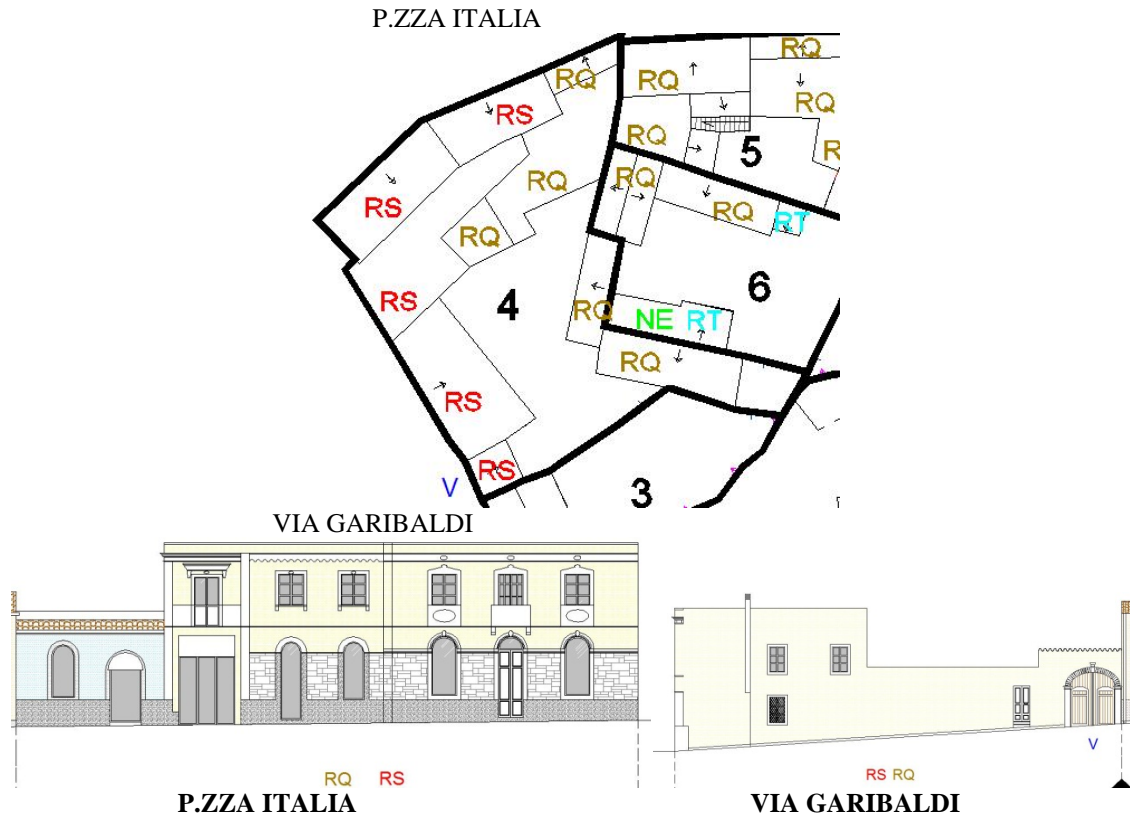 P.ZZA ITALIA
RQ
RQ RQ
RQ
RS
RQ
RQ
5
RQ
RQ
RS
RQ
RT
RQ
6
RS
4
RQ
NE RT
RQ
RS
RS
V
3
VIA GARIBALDI
V
RQ RS
RS RQ
P.ZZA ITALIA
VIA GARIBALDI